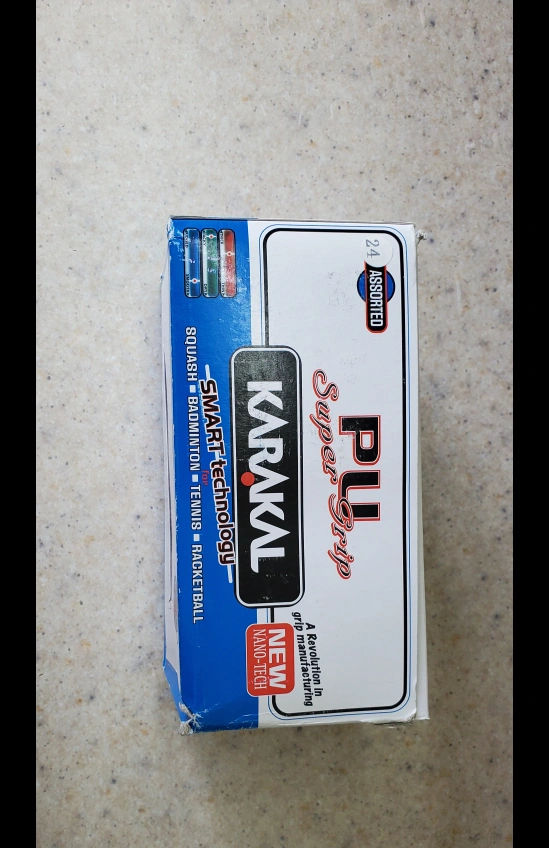 24
ASSORTED
PU
Super Grip
KARAKAL
A Revolution in
grip manufacturing
NEW
NANO-TECH
SMART technology
for
SQUASH ■ BADMINTON ■ TENNIS ■ RACKETBALL